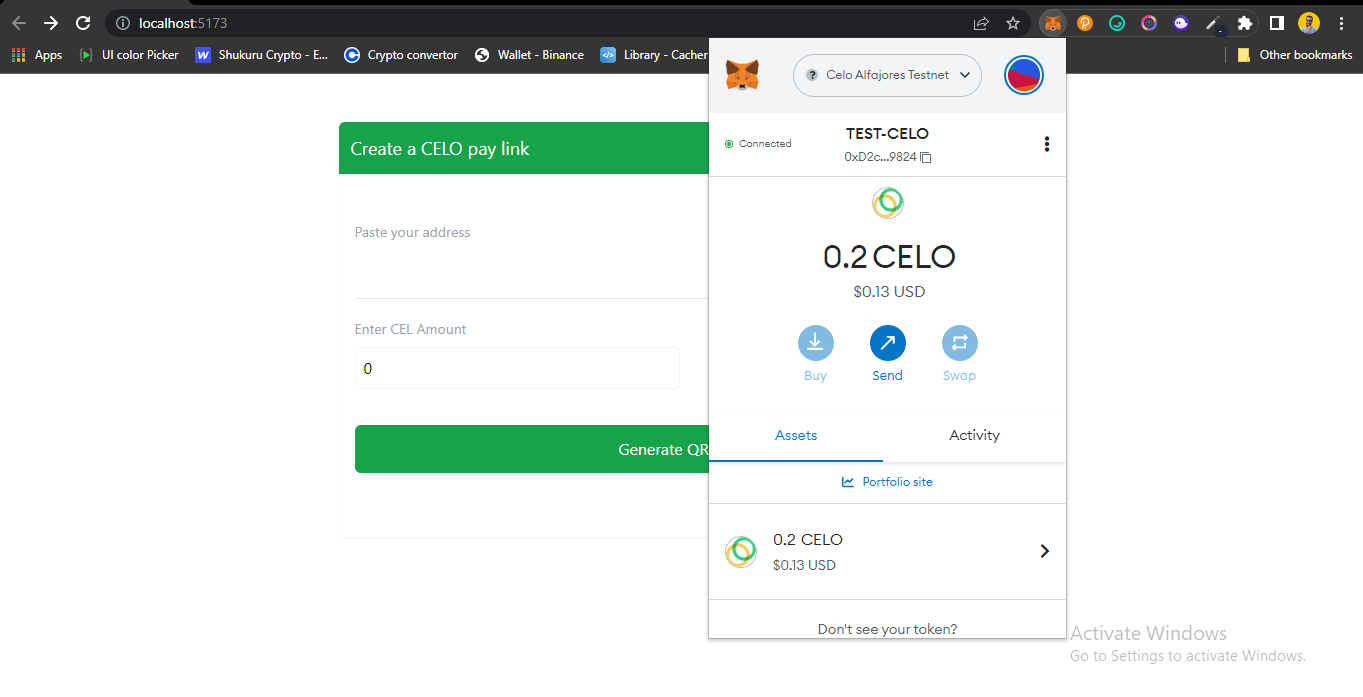 localhost:5173
Apps
UI color Picker
Shukuru Crypto - E...
Crypto convertor
Wallet - Binance
Library - Cacher
Other bookmarks
Create a CELO pay link
Paste your address
Enter CEL Amount
0
Generate QR
? Celo Alfajores Testnet
Connected
TEST-CELO
0xD2c...9824
0.2 CELO
$0.13 USD
Buy
Send
Swap
Assets
Activity
Portfolio site
0.2 CELO
$0.13 USD
Don't see your token?
Activate Windows
Go to Settings to activate Windows.